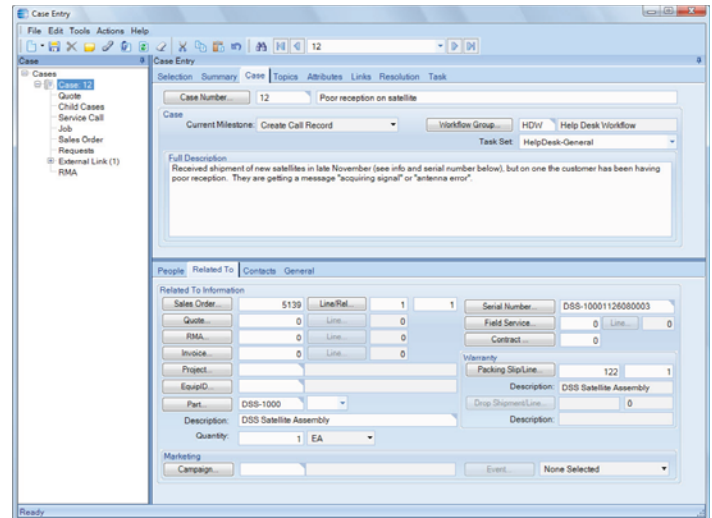 Case Entry
File Edit Tools Actions Help
12
Case
Case Entry
Cases
Case: 12
Quote
Child Cases
Service Call
Job
Sales Order
Requests
External Link (1)
RMA
Selection Summary Case Topics Attributes Links Resolution Task
Case Number... 12 Poor reception on satellite
Case
Current Milestone: Create Call Record Workflow Group... HDW Help Desk Workflow
Task Set: HelpDesk-General
Full Description
Received shipment of new satellites in late November (see info and serial number below), but on one the customer has been having
poor reception. They are getting a message "acquiring signal" or "antenna error".
People Related To Contacts General
Related To Information
Sales Order... 5139 Line/Rel... 1 1 Serial Number... DSS-10001126080003
Quote... 0 Line... 0 Field Service... 0 Line... 0
RMA... 0 Line... 0 Contract ... 0
Invoice... 0 Line... 0 Warranty
Project... Packing Slip/Line... 122 1
EquipID... Description: DSS Satellite Assembly
Part... DSS-1000 Drop Shipment/Line... 0
Description: DSS Satellite Assembly Description:
Quantity: 1 EA
Marketing
Campaign... Event... None Selected
Ready